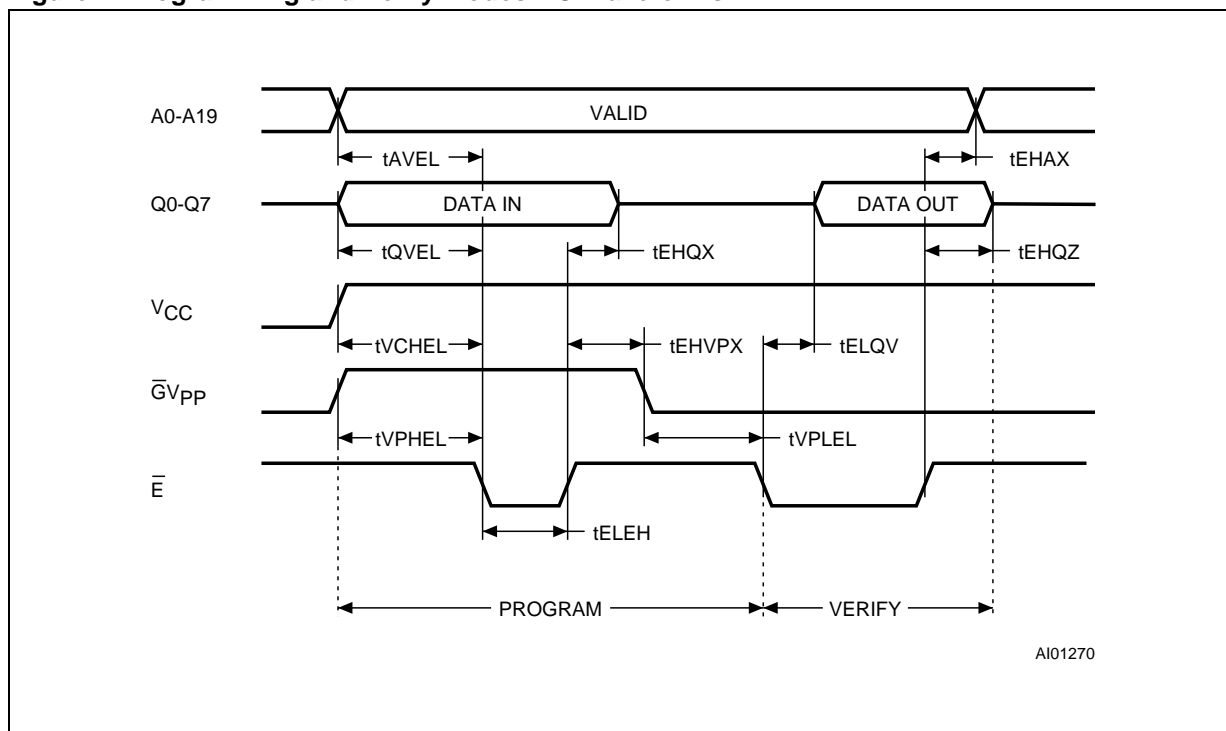 A0-A19
VALID
tAVEL
tEHAX
Q0-Q7
DATA IN
DATA OUT
tQVEL
tEHQX
tEHQZ
VCC
tVCHEL
tEHVPX
tELQV
G̅VPP
tVPHEL
tVPLEL
E̅
tELEH
PROGRAM
VERIFY
AI01270